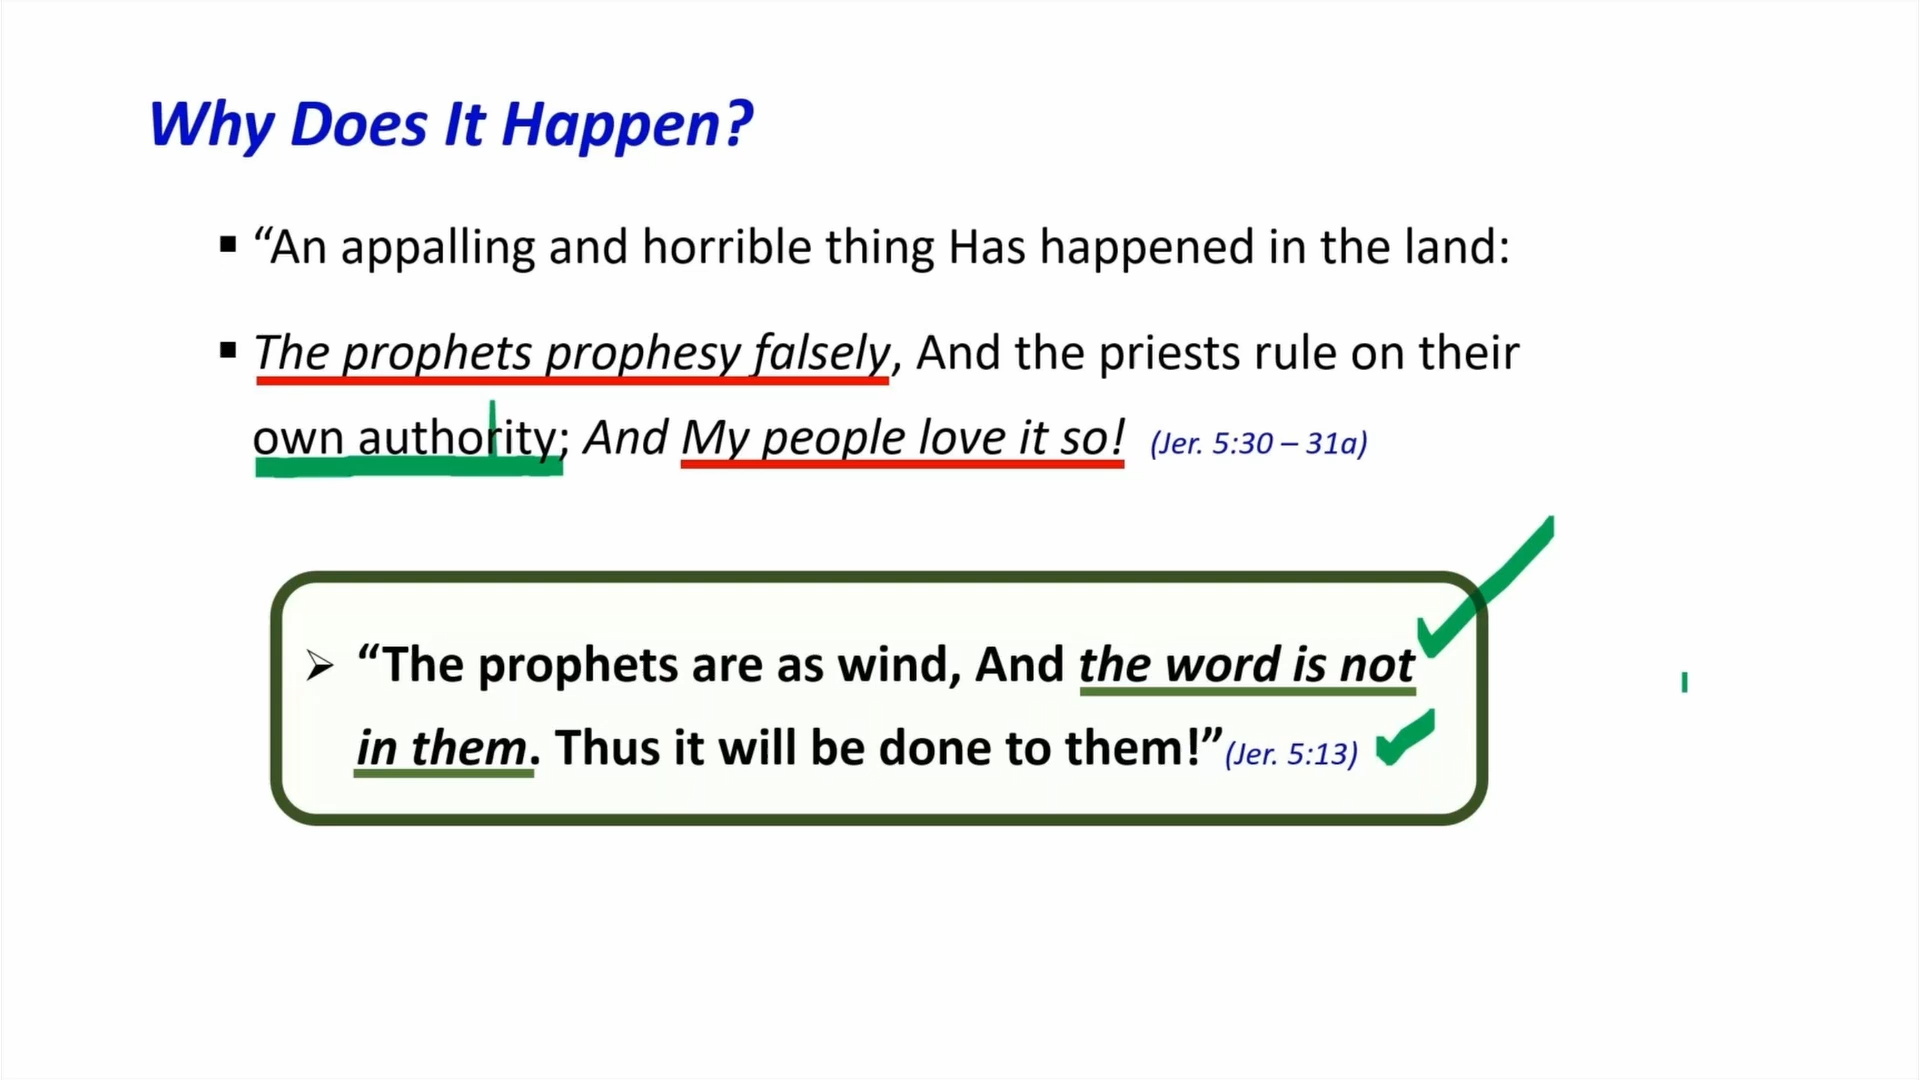 Why Does It Happen?
▪ “An appalling and horrible thing Has happened in the land:
▪ The prophets prophesy falsely, And the priests rule on their
own authority; And My people love it so! (Jer. 5:30 – 31a)
➢ “The prophets are as wind, And the word is not
in them. Thus it will be done to them!” (Jer. 5:13)